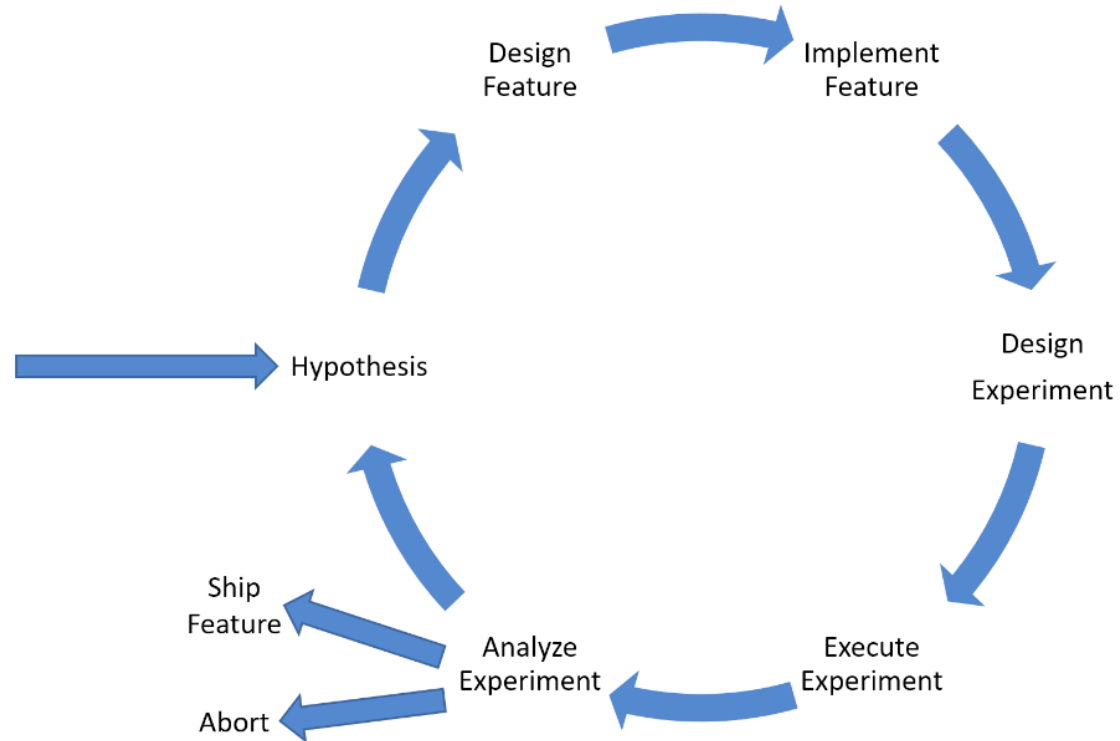 Design
Feature
Implement
Feature
Hypothesis
Design
Experiment
Ship
Feature
Analyze
Experiment
Execute
Experiment
Abort